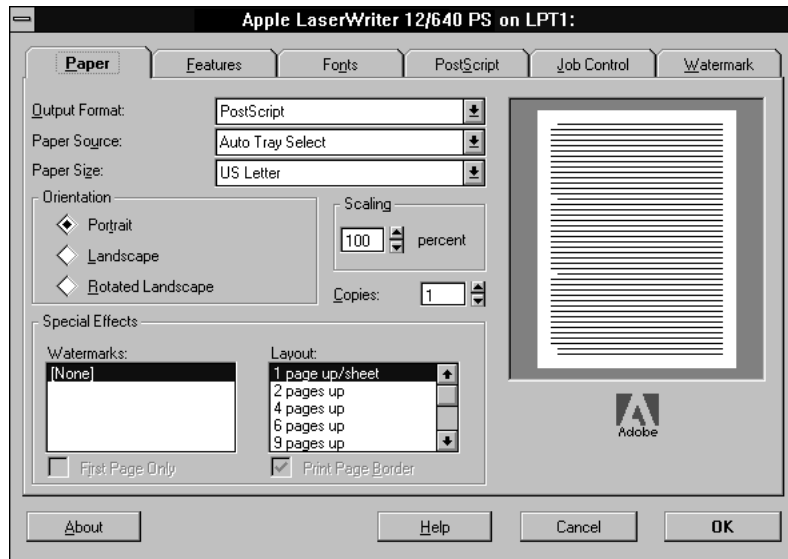 Apple LaserWriter 12/640 PS on LPT1:
Paper Features Fonts PostScript Job Control Watermark
Output Format: PostScript
Paper Source: Auto Tray Select
Paper Size: US Letter
Orientation
Portrait
Landscape
Rotated Landscape
Scaling
100 percent
Copies: 1
Special Effects
Watermarks:
[None]
First Page Only
Layout:
1 page up/sheet
2 pages up
4 pages up
6 pages up
9 pages up
Print Page Border
Adobe
About Help Cancel OK